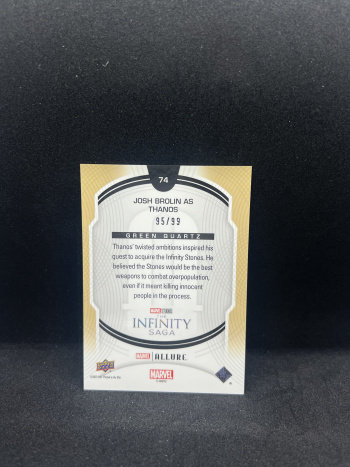 74
JOSH BROLIN AS
THANOS
95/99
GREEN QUARTZ
Thanos' twisted ambitions inspired his
quest to acquire the Infinity Stones. He
believed the Stones would be the best
weapons to combat overpopulation,
even if it meant killing innocent
people in the process.
MARVEL STUDIOS
THE
INFINITY
SAGA
MARVEL ALLURE
MARVEL